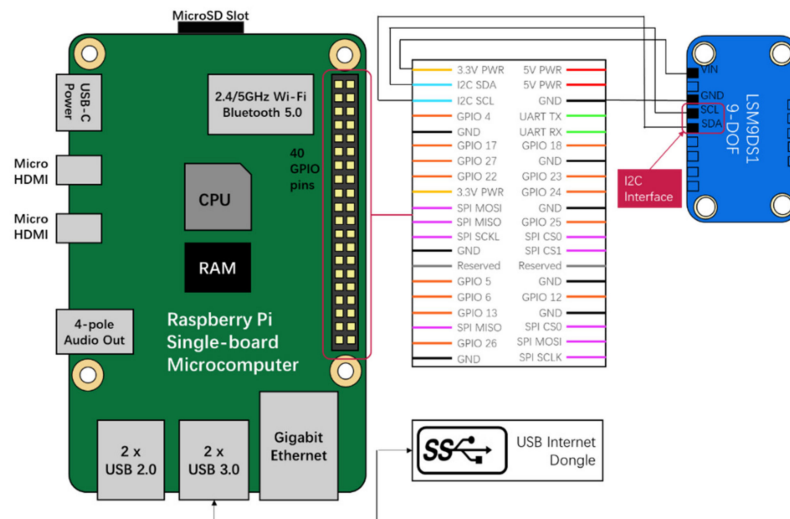 MicroSD Slot
USB-C
Power
2.4/5GHz Wi-Fi
Bluetooth 5.0
Micro
HDMI
40
GPIO
pins
CPU
Micro
HDMI
RAM
4-pole
Audio Out
Raspberry Pi
Single-board
Microcomputer
2 x
USB 2.0
2 x
USB 3.0
Gigabit
Ethernet
3.3V PWR 5V PWR
I2C SDA 5V PWR
I2C SCL GND
GPIO 4 UART TX
GND UART RX
GPIO 17 GPIO 18
GPIO 27 GND
GPIO 22 GPIO 23
3.3V PWR GPIO 24
SPI MOSI GND
SPI MISO GPIO 25
SPI SCKL SPI CS0
GND SPI CS1
Reserved Reserved
GPIO 5 GND
GPIO 6 GPIO 12
GPIO 13 GND
SPI MISO SPI CS0
GPIO 26 SPI MOSI
GND SPI SCLK
VIN
GND
SCL
SDA
LSM9DS1
9-DOF
I2C
Interface
SS
USB Internet
Dongle